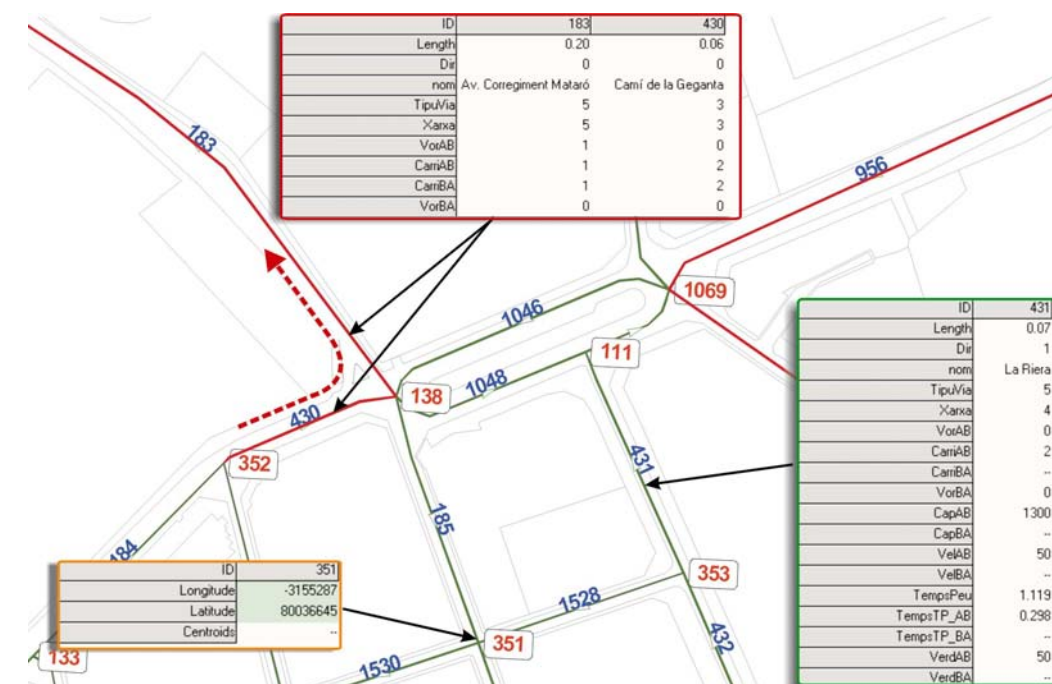 ID 183 430
Length 0.20 0.06
Dir 0 0
nom Av. Corregiment Mataró Camí de la Geganta
TipuVia 5 3
Xarxa 5 3
VorAB 1 0
CarriAB 1 2
CarriBA 1 2
VorBA 0 0
183
956
1069
1046
111
1048
138
430
352
431
185
184
353
1528
351
432
1530
133
ID 431
Length 0.07
Dir 1
nom La Riera
TipuVia 5
Xarxa 4
VorAB 0
CarriAB 2
CarriBA --
VorBA 0
CapAB 1300
CapBA --
VelAB 50
VelBA --
TempsPeu 1.119
TempsTP_AB 0.298
TempsTP_BA --
VerdAB 50
VerdBA --
ID 351
Longitude -3155287
Latitude 80036645
Centroids --